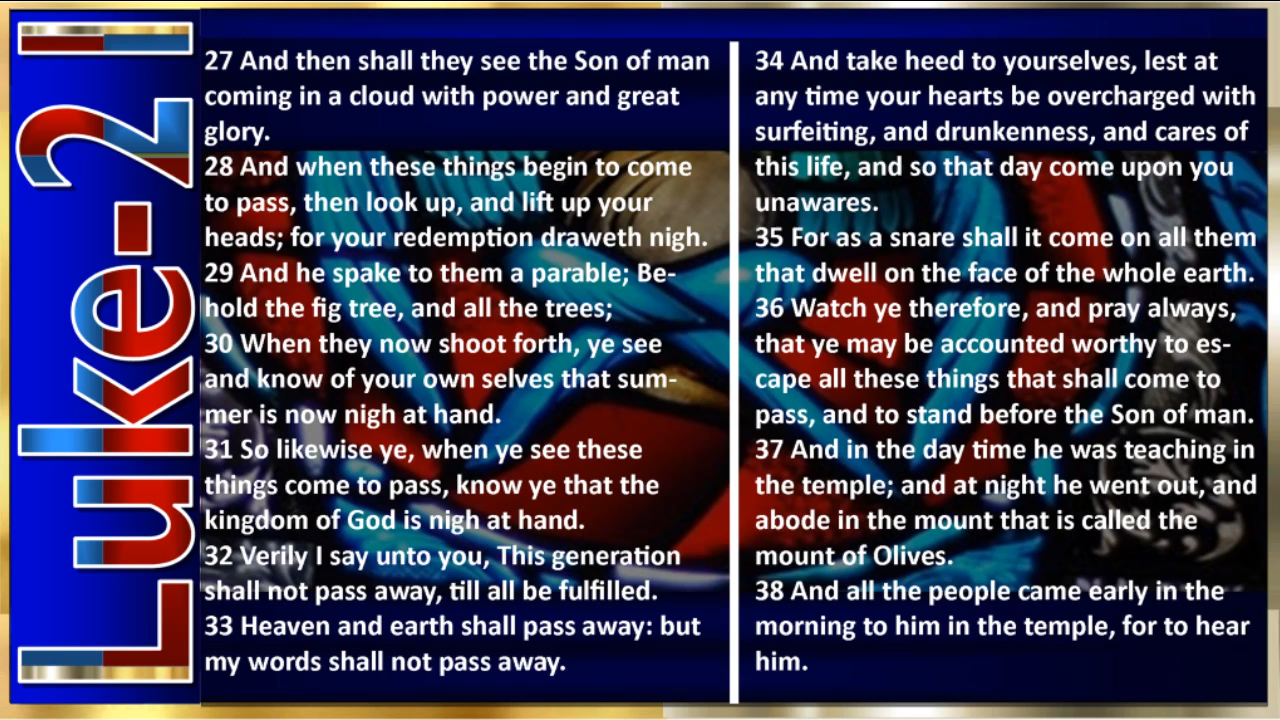 Luke-21
27 And then shall they see the Son of man
coming in a cloud with power and great
glory.
28 And when these things begin to come
to pass, then look up, and lift up your
heads; for your redemption draweth nigh.
29 And he spake to them a parable; Be-
hold the fig tree, and all the trees;
30 When they now shoot forth, ye see
and know of your own selves that sum-
mer is now nigh at hand.
31 So likewise ye, when ye see these
things come to pass, know ye that the
kingdom of God is nigh at hand.
32 Verily I say unto you, This generation
shall not pass away, till all be fulfilled.
33 Heaven and earth shall pass away: but
my words shall not pass away.
34 And take heed to yourselves, lest at
any time your hearts be overcharged with
surfeiting, and drunkenness, and cares of
this life, and so that day come upon you
unawares.
35 For as a snare shall it come on all them
that dwell on the face of the whole earth.
36 Watch ye therefore, and pray always,
that ye may be accounted worthy to es-
cape all these things that shall come to
pass, and to stand before the Son of man.
37 And in the day time he was teaching in
the temple; and at night he went out, and
abode in the mount that is called the
mount of Olives.
38 And all the people came early in the
morning to him in the temple, for to hear
him.